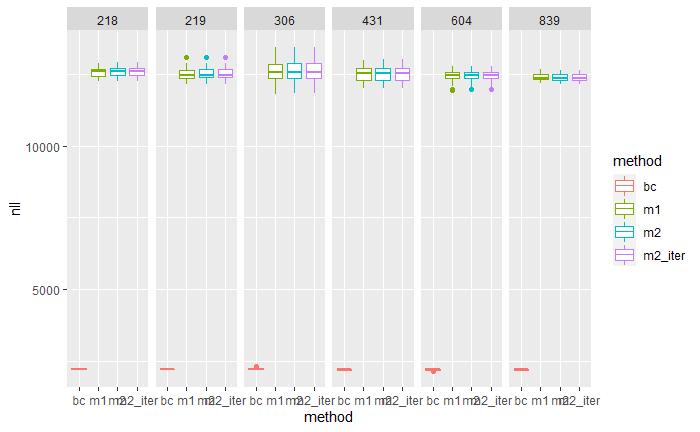 218 219 306 431 604 839
nll
10000
5000
bc m1 m2 m2_iter bc m1 m2 m2_iter bc m1 m2 m2_iter bc m1 m2 m2_iter bc m1 m2 m2_iter bc m1 m2 m2_iter
method
method
bc
m1
m2
m2_iter